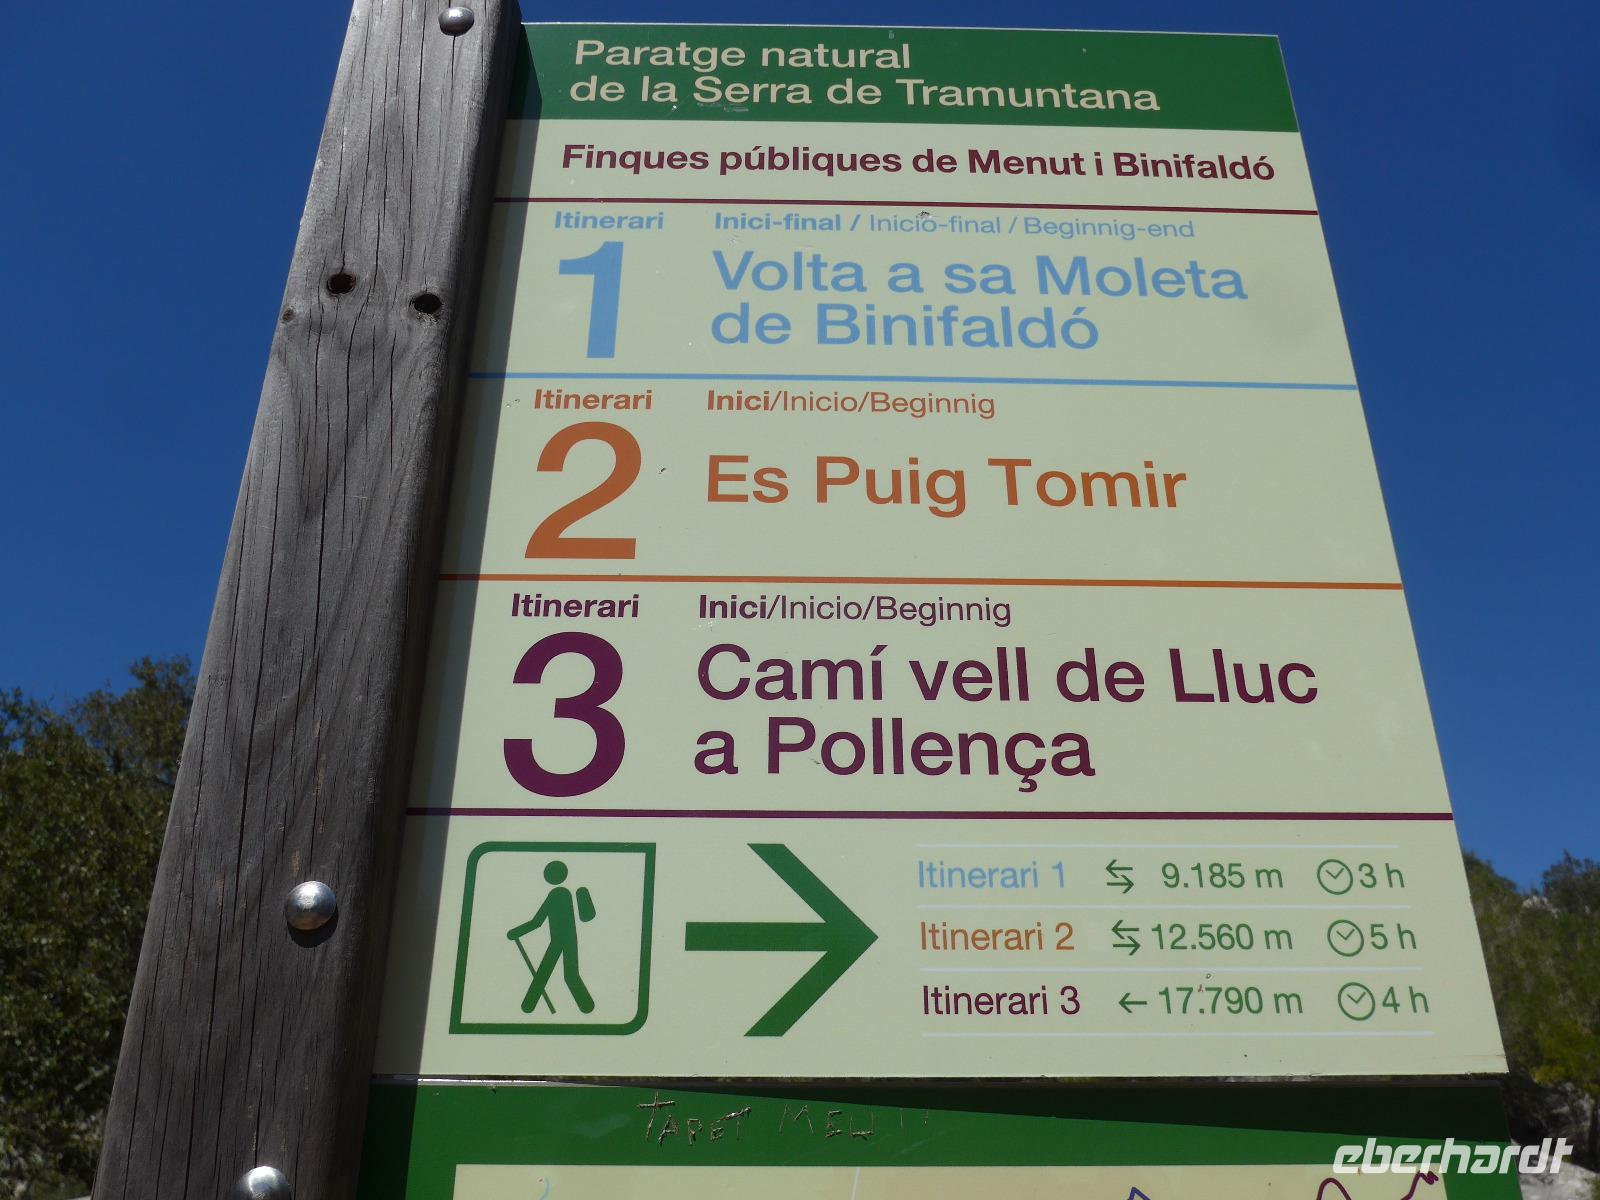 Paratge natural
de la Serra de Tramuntana
Finques públiques de Menut i Binifaldó
Itinerari Inici-final / Inicio-final / Beginnig-end
1 Volta a sa Moleta
de Binifaldó
Itinerari Inici/Inicio/Beginnig
2 Es Puig Tomir
Itinerari Inici/Inicio/Beginnig
3 Camí vell de Lluc
a Pollença
Itinerari 1 ⇆ 9.185 m 3 h
Itinerari 2 ⇆ 12.560 m 5 h
Itinerari 3 ← 17.790 m 4 h
TAPET
eberhardt